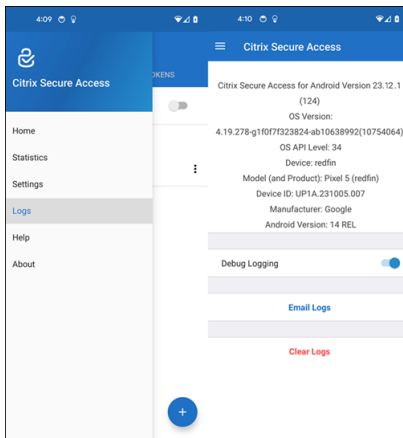 4:09
Citrix Secure Access
OKENS
Home
Statistics
Settings
Logs
Help
About
+
4:10
Citrix Secure Access
Citrix Secure Access for Android Version 23.12.1
(124)
OS Version:
4.19.278-g1f0f7f323824-ab10638992(10754064)
OS API Level: 34
Device: redfin
Model (and Product): Pixel 5 (redfin)
Device ID: UP1A.231005.007
Manufacturer: Google
Android Version: 14 REL
Debug Logging
Email Logs
Clear Logs